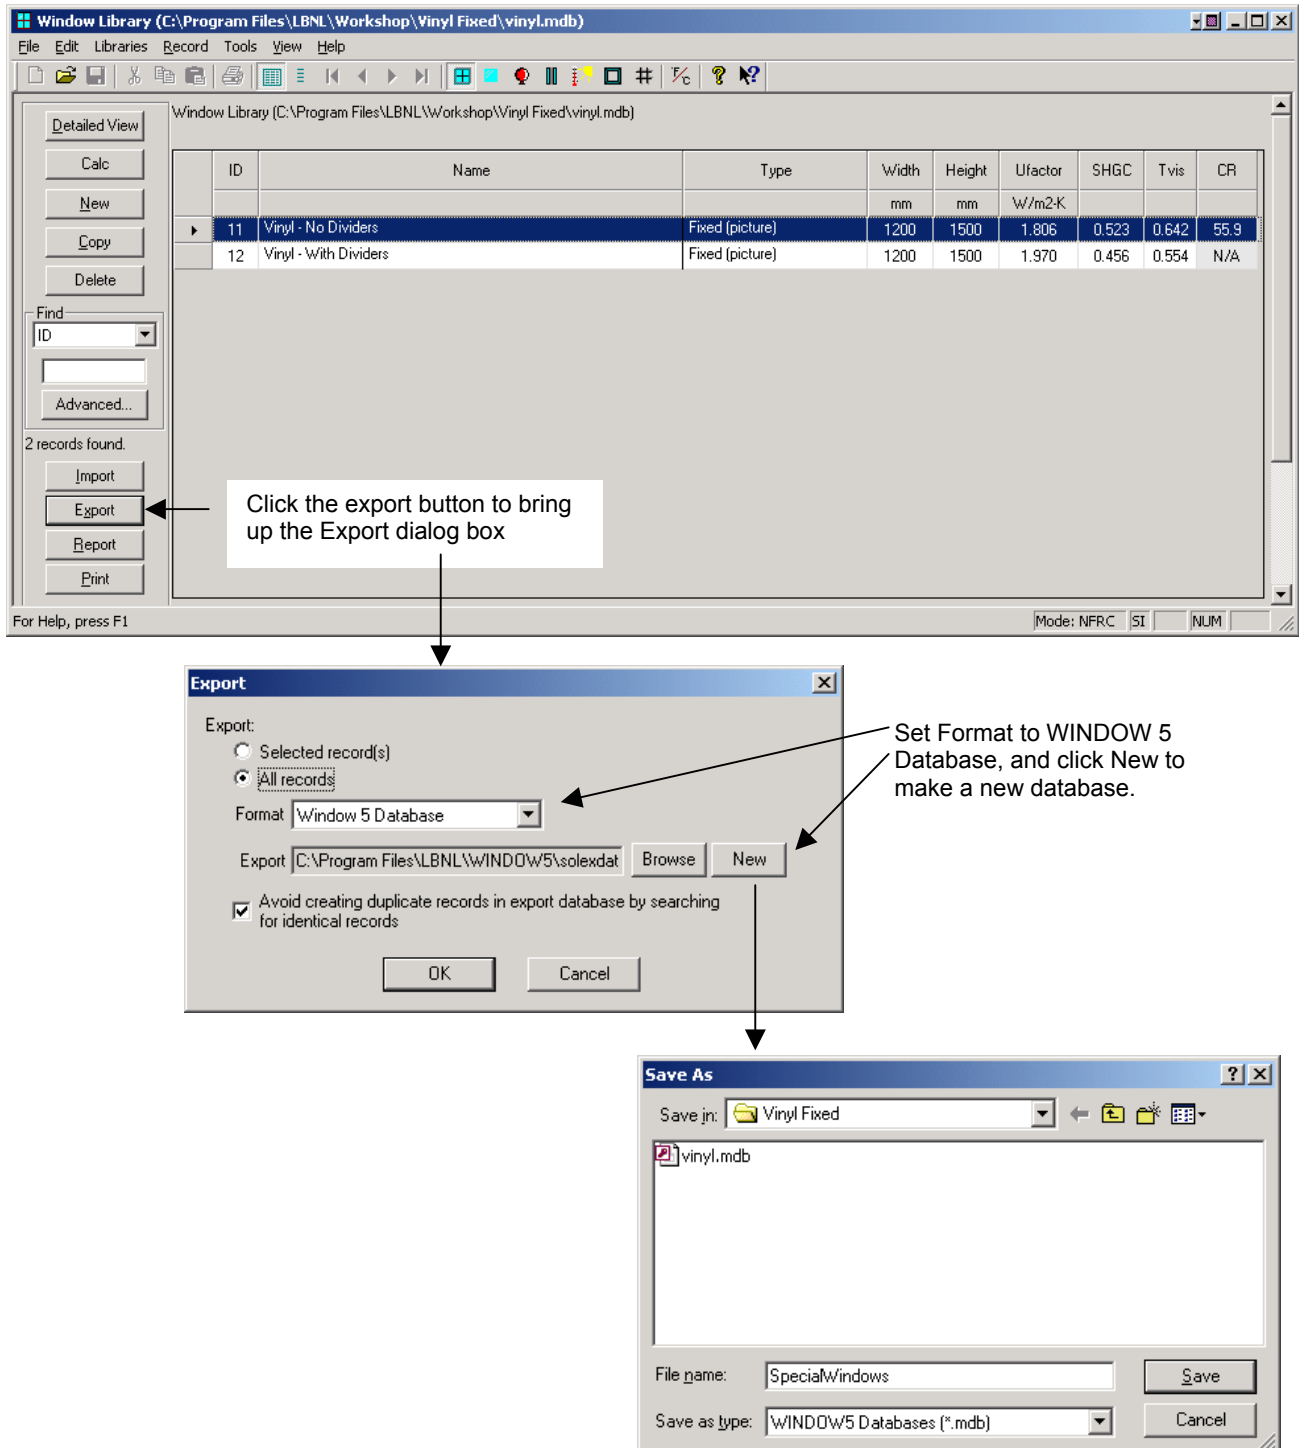 Window Library (C:\Program Files\LBNL\Workshop\Vinyl Fixed\vinyl.mdb)
File Edit Libraries Record Tools View Help
Window Library (C:\Program Files\LBNL\Workshop\Vinyl Fixed\vinyl.mdb)
Detailed View
Calc
New
Copy
Delete
Find
ID
Advanced...
2 records found.
Import
Export
Report
Print
ID Name Type Width Height Ufactor SHGC Tvis CR
mm mm W/m2-K
11 Vinyl - No Dividers Fixed (picture) 1200 1500 1.806 0.523 0.642 55.9
12 Vinyl - With Dividers Fixed (picture) 1200 1500 1.970 0.456 0.554 N/A
Click the export button to bring
up the Export dialog box
For Help, press F1 Mode: NFRC SI NUM
Export
Export:
Selected record(s)
All records
Format Window 5 Database
Export C:\Program Files\LBNL\WINDOW5\solexdat Browse New
Avoid creating duplicate records in export database by searching
for identical records
OK Cancel
Set Format to WINDOW 5
Database, and click New to
make a new database.
Save As
Save in: Vinyl Fixed
vinyl.mdb
File name: SpecialWindows Save
Save as type: WINDOW5 Databases (*.mdb) Cancel